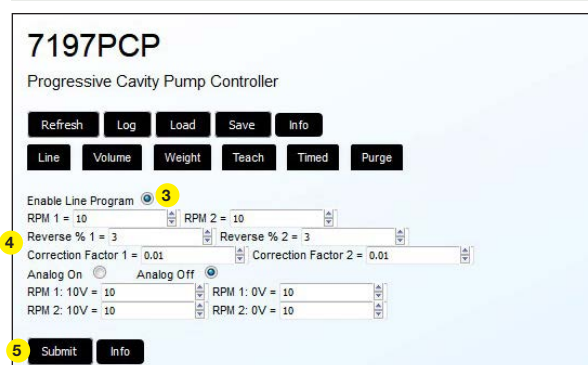 7197PCP
Progressive Cavity Pump Controller
Refresh Log Load Save Info
Line Volume Weight Teach Timed Purge
Enable Line Program 3
RPM 1 = 10 RPM 2 = 10
4 Reverse % 1 = 3 Reverse % 2 = 3
Correction Factor 1 = 0.01 Correction Factor 2 = 0.01
Analog On Analog Off
RPM 1: 10V = 10 RPM 1: 0V = 10
RPM 2: 10V = 10 RPM 2: 0V = 10
5 Submit Info